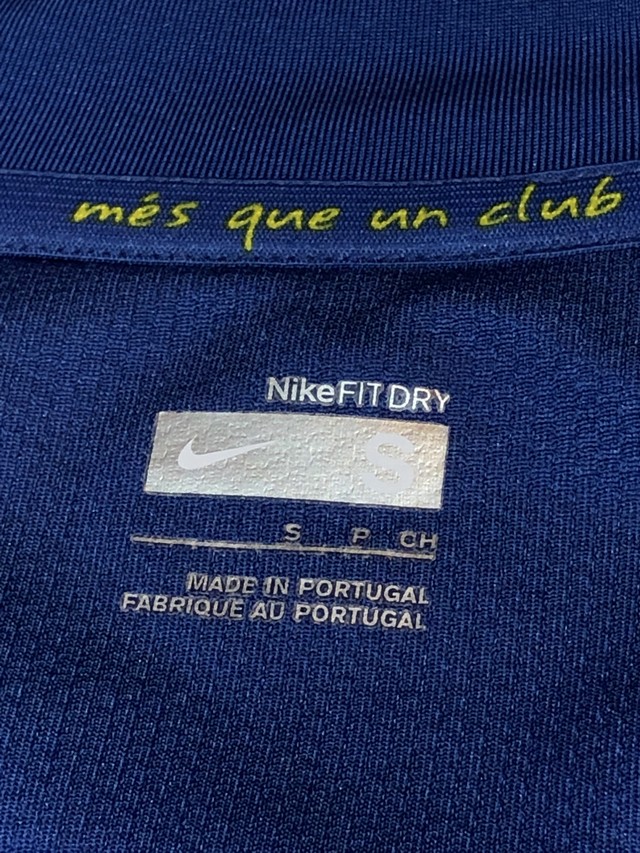 més que un club
NikeFIT DRY
S
S P CH
MADE IN PORTUGAL
FABRIQUE AU PORTUGAL